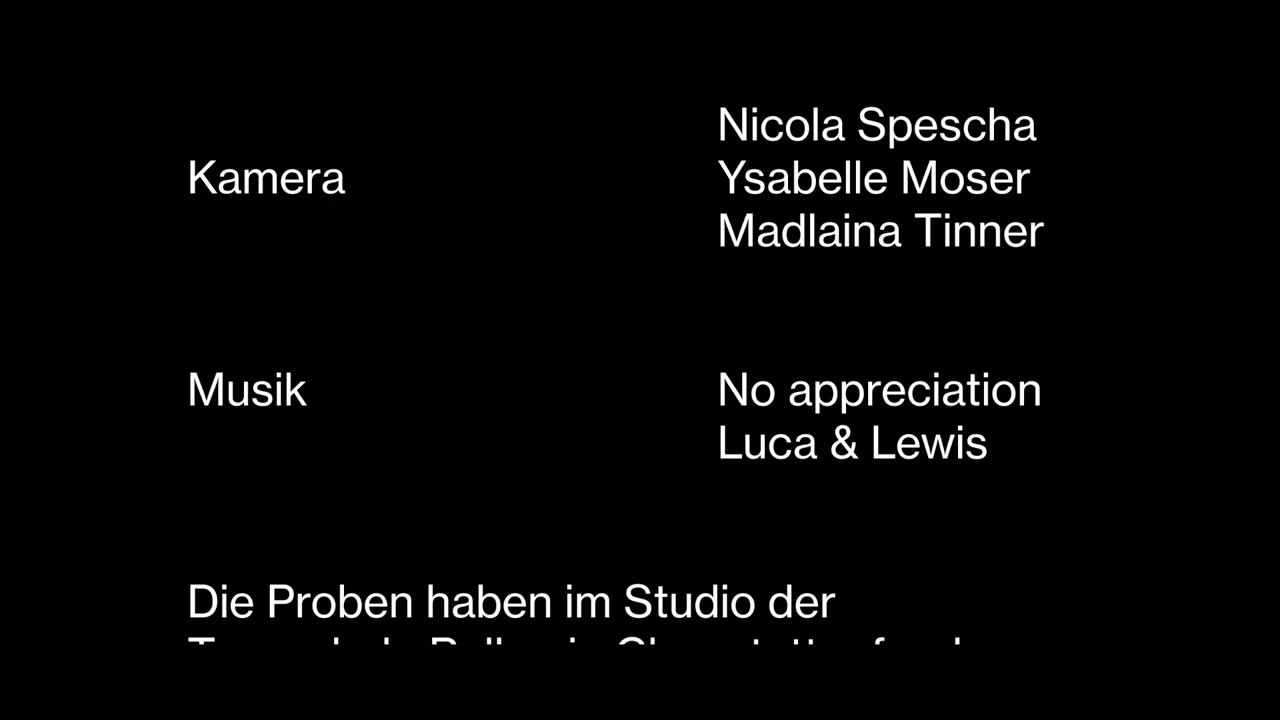 Nicola Spescha
Kamera
Ysabelle Moser
Madlaina Tinner
Musik
No appreciation
Luca & Lewis
Die Proben haben im Studio der